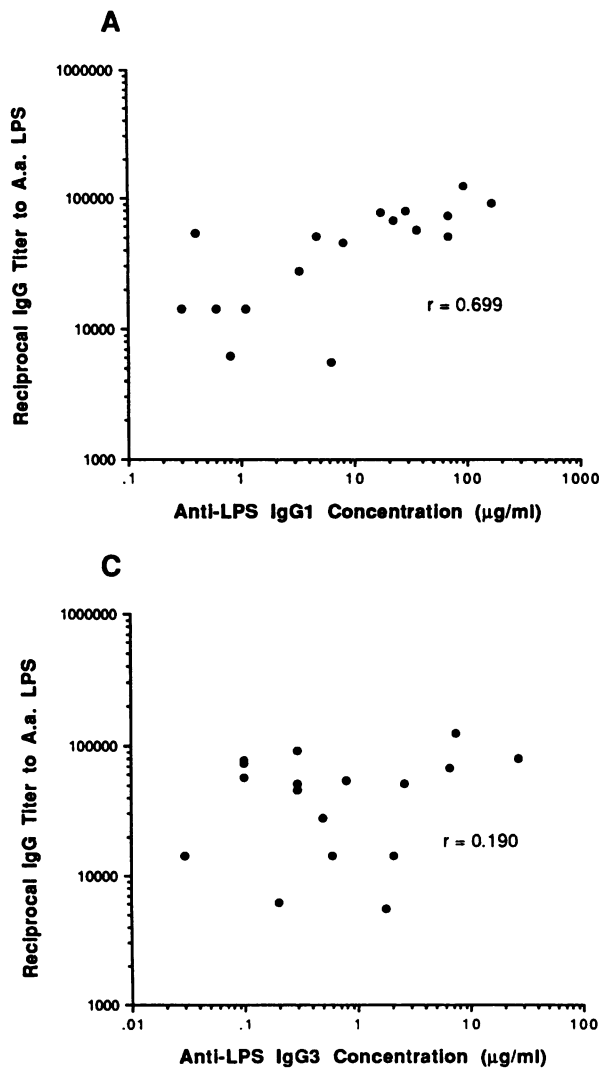 A
Reciprocal IgG Titer to A.a. LPS
1000000
100000
10000
1000
r = 0.699
.1 1 10 100 1000
Anti-LPS IgG1 Concentration (µg/ml)
C
Reciprocal IgG Titer to A.a. LPS
1000000
100000
10000
1000
r = 0.190
.01 .1 1 10 100
Anti-LPS IgG3 Concentration (µg/ml)